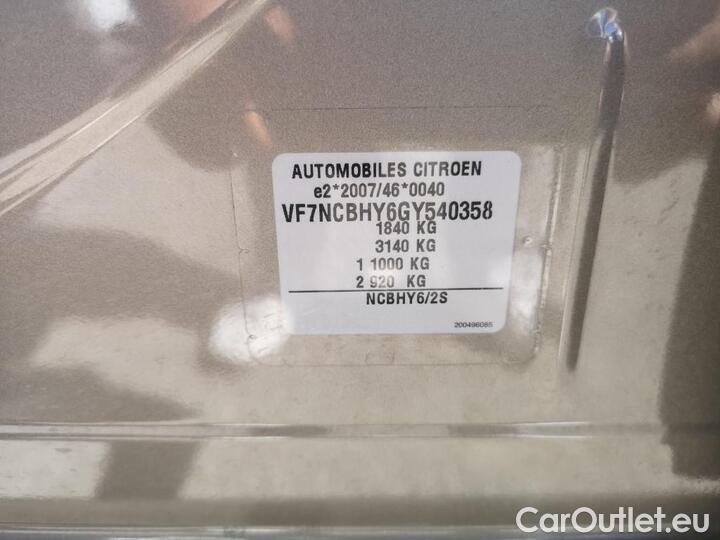 AUTOMOBILES CITROEN
e2*2007/46*0040
VF7NCBHY6GY540358
1840 KG
3140 KG
1 1000 KG
2 920 KG
NCBHY6/2S
200496085
CarOutlet.eu